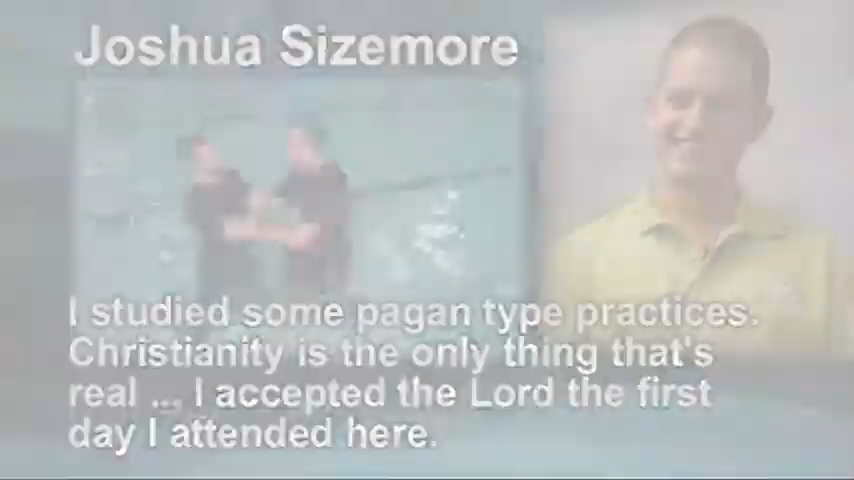 Joshua Sizemore
I studied some pagan type practices.
Christianity is the only thing that's
real ... I accepted the Lord the first
day I attended here.